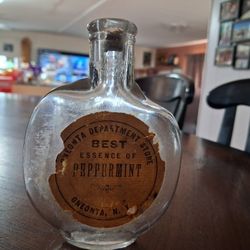 ONEONTA DEPARTMENT STORE
BEST
ESSENCE OF
PEPPERMINT
ONEONTA, N.